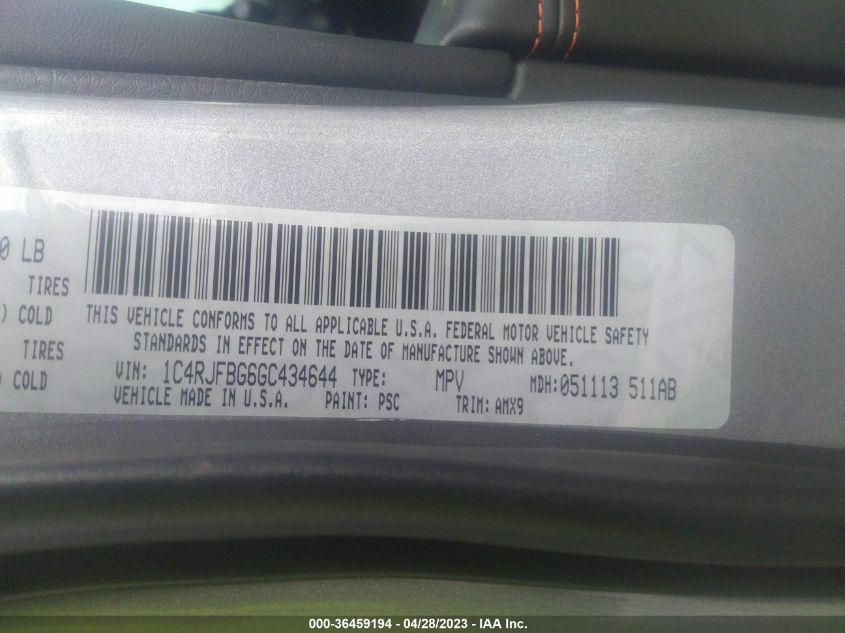 0 LB
TIRES
) COLD
TIRES
) COLD
THIS VEHICLE CONFORMS TO ALL APPLICABLE U.S.A. FEDERAL MOTOR VEHICLE SAFETY
STANDARDS IN EFFECT ON THE DATE OF MANUFACTURE SHOWN ABOVE.
VIN: 1C4RJFBG6GC434644 TYPE: MPV MDH:051113 511AB
VEHICLE MADE IN U.S.A. PAINT: PSC TRIM: AMX9
000-36459194 - 04/28/2023 - IAA Inc.